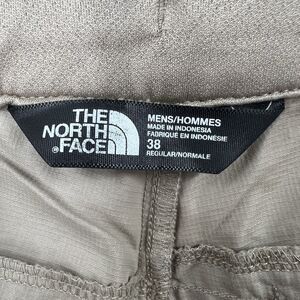 THE
NORTH
®FACE
MENS/HOMMES
MADE IN INDONESIA
FABRIQUÉ EN INDONÉSIE
38
REGULAR/NORMALE